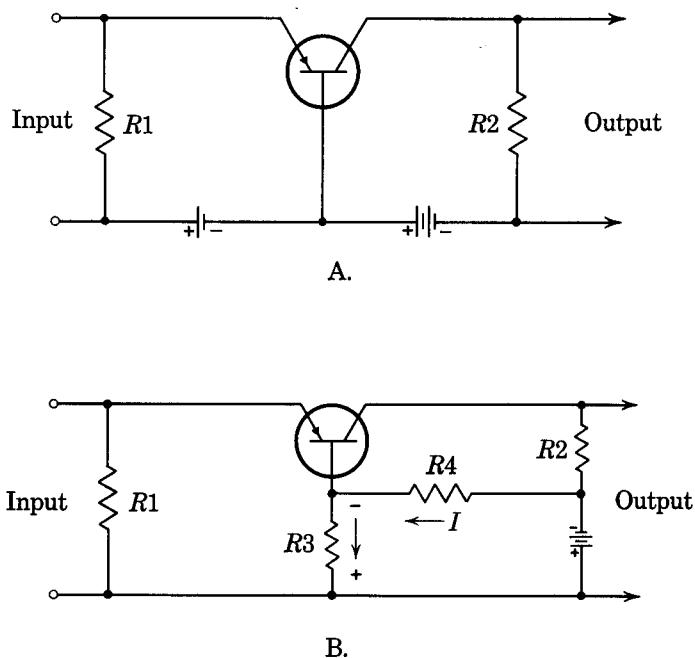 Input R1 R2 Output
+ - + -
A.
R4 R2
Input R1 - I - Output
R3 +
+
B.